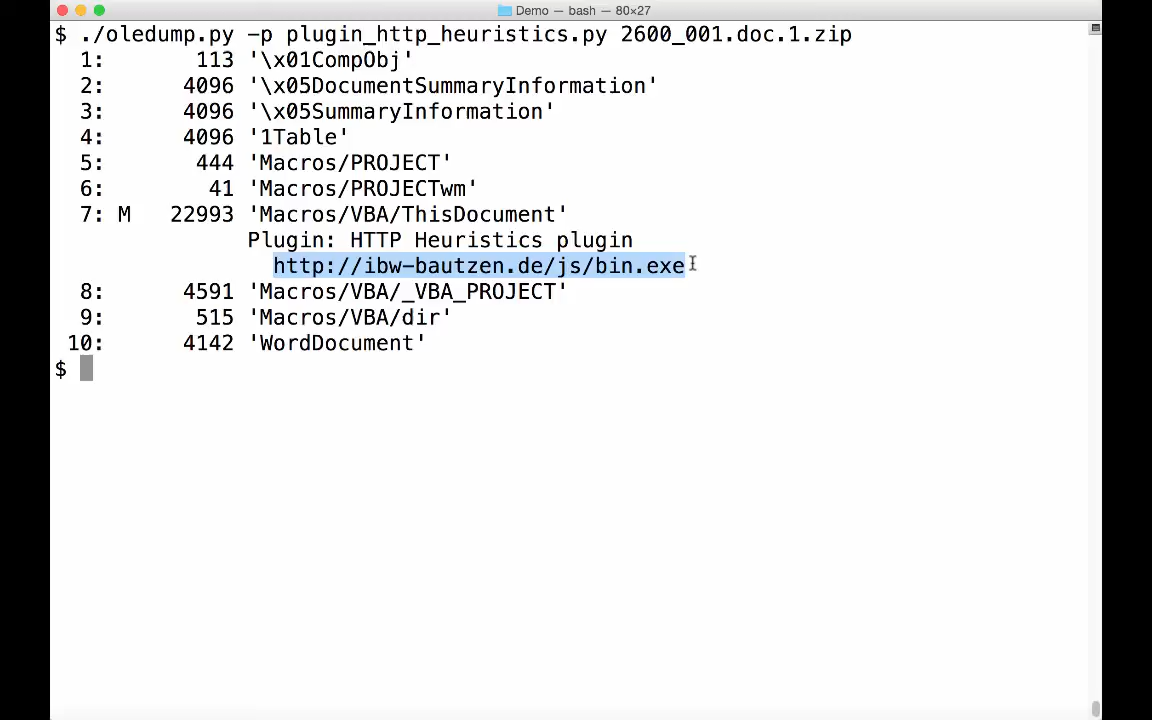 Demo — bash — 80×27
$ ./oledump.py -p plugin_http_heuristics.py 2600_001.doc.1.zip
1: 113 '\x01CompObj'
2: 4096 '\x05DocumentSummaryInformation'
3: 4096 '\x05SummaryInformation'
4: 4096 '1Table'
5: 444 'Macros/PROJECT'
6: 41 'Macros/PROJECTwm'
7: M 22993 'Macros/VBA/ThisDocument'
Plugin: HTTP Heuristics plugin
http://ibw-bautzen.de/js/bin.exe
8: 4591 'Macros/VBA/_VBA_PROJECT'
9: 515 'Macros/VBA/dir'
10: 4142 'WordDocument'
$